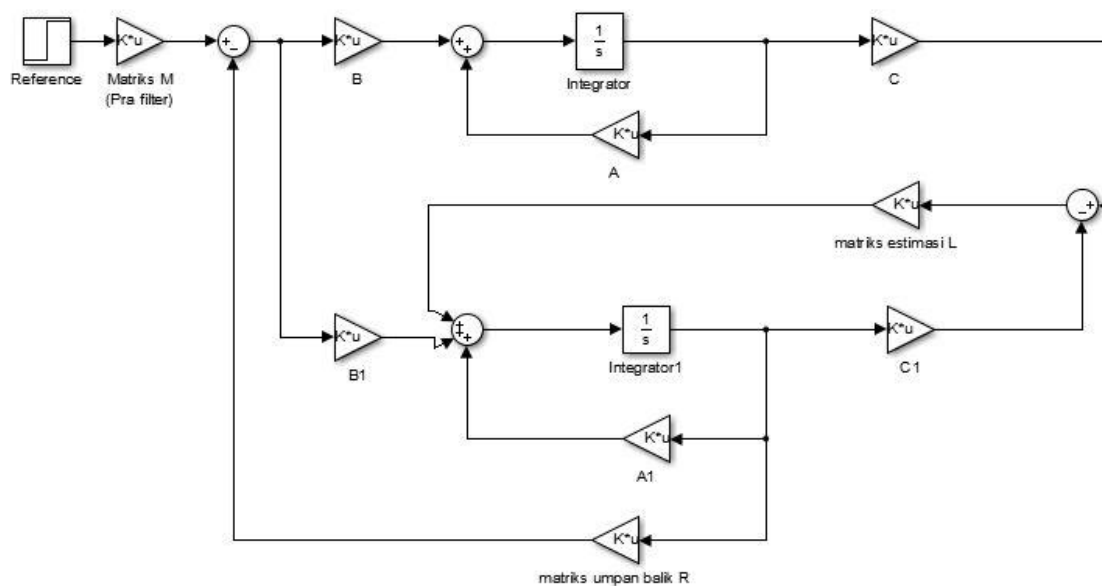 K*u
Reference
Matriks M
(Pra filter)
+
-
K*u
B
+
+
1
s
Integrator
K*u
C
K*u
A
K*u
matriks estimasi L
-
+
K*u
B1
+
+
+
1
s
Integrator1
K*u
C1
K*u
A1
K*u
matriks umpan balik R